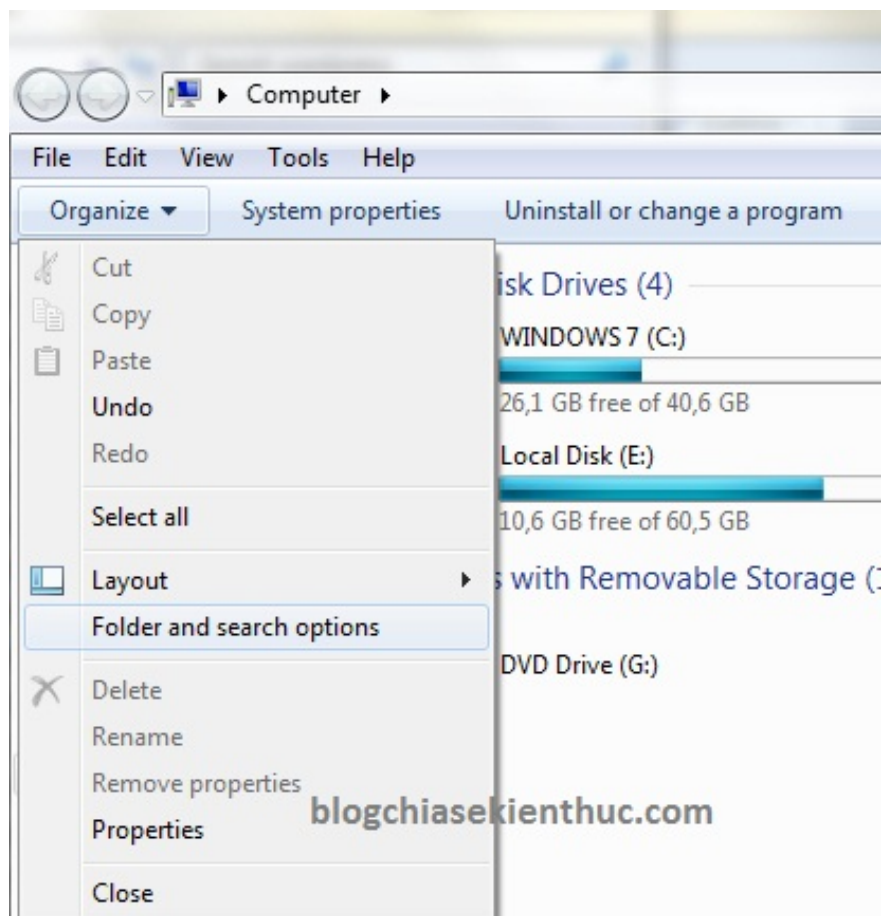 Computer
File Edit View Tools Help
Organize System properties Uninstall or change a program
Cut
Copy
Paste
Undo
Redo
Select all
Layout
Folder and search options
Delete
Rename
Remove properties
Properties
Close
isk Drives (4)
WINDOWS 7 (C:)
26,1 GB free of 40,6 GB
Local Disk (E:)
10,6 GB free of 60,5 GB
s with Removable Storage (1
DVD Drive (G:)
blogchiasekienthuc.com